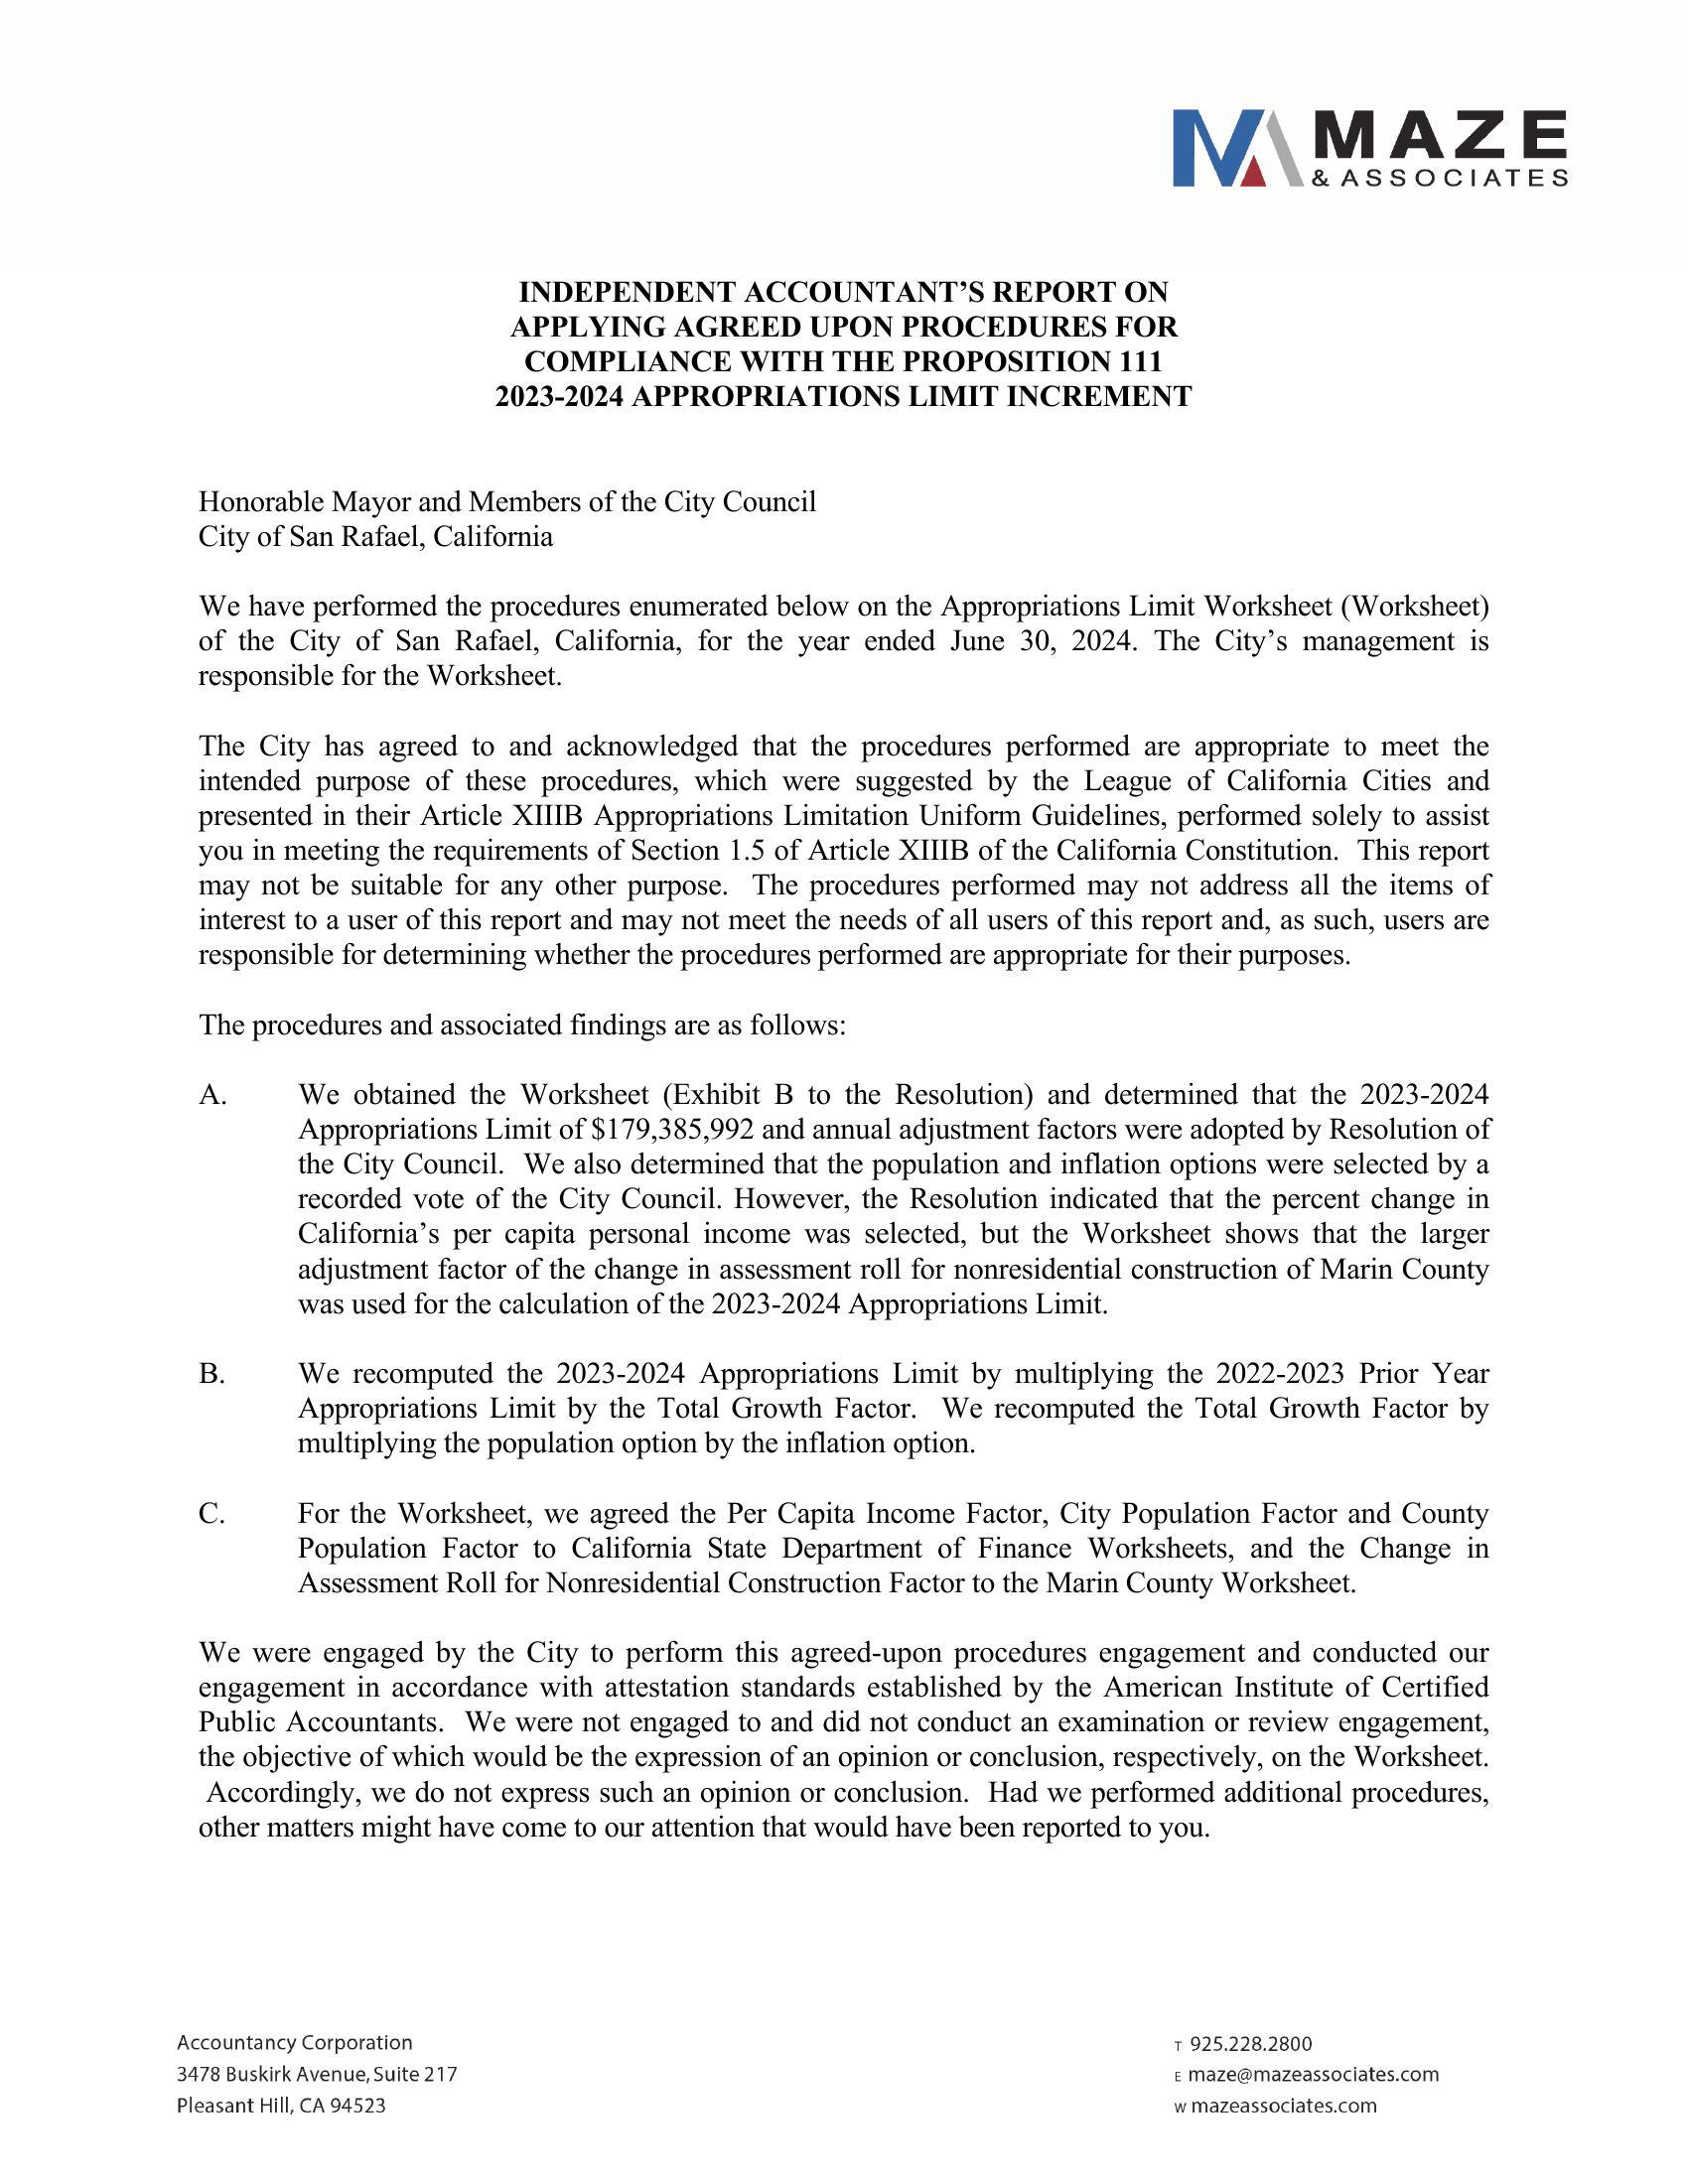 MAZE
& ASSOCIATES
INDEPENDENT ACCOUNTANT’S REPORT ON
APPLYING AGREED UPON PROCEDURES FOR
COMPLIANCE WITH THE PROPOSITION 111
2023-2024 APPROPRIATIONS LIMIT INCREMENT
Honorable Mayor and Members of the City Council
City of San Rafael, California
We have performed the procedures enumerated below on the Appropriations Limit Worksheet (Worksheet)
of the City of San Rafael, California, for the year ended June 30, 2024. The City’s management is
responsible for the Worksheet.
The City has agreed to and acknowledged that the procedures performed are appropriate to meet the
intended purpose of these procedures, which were suggested by the League of California Cities and
presented in their Article XIIIB Appropriations Limitation Uniform Guidelines, performed solely to assist
you in meeting the requirements of Section 1.5 of Article XIIIB of the California Constitution. This report
may not be suitable for any other purpose. The procedures performed may not address all the items of
interest to a user of this report and may not meet the needs of all users of this report and, as such, users are
responsible for determining whether the procedures performed are appropriate for their purposes.
The procedures and associated findings are as follows:
A. We obtained the Worksheet (Exhibit B to the Resolution) and determined that the 2023-2024
Appropriations Limit of $179,385,992 and annual adjustment factors were adopted by Resolution of
the City Council. We also determined that the population and inflation options were selected by a
recorded vote of the City Council. However, the Resolution indicated that the percent change in
California’s per capita personal income was selected, but the Worksheet shows that the larger
adjustment factor of the change in assessment roll for nonresidential construction of Marin County
was used for the calculation of the 2023-2024 Appropriations Limit.
B. We recomputed the 2023-2024 Appropriations Limit by multiplying the 2022-2023 Prior Year
Appropriations Limit by the Total Growth Factor. We recomputed the Total Growth Factor by
multiplying the population option by the inflation option.
C. For the Worksheet, we agreed the Per Capita Income Factor, City Population Factor and County
Population Factor to California State Department of Finance Worksheets, and the Change in
Assessment Roll for Nonresidential Construction Factor to the Marin County Worksheet.
We were engaged by the City to perform this agreed-upon procedures engagement and conducted our
engagement in accordance with attestation standards established by the American Institute of Certified
Public Accountants. We were not engaged to and did not conduct an examination or review engagement,
the objective of which would be the expression of an opinion or conclusion, respectively, on the Worksheet.
Accordingly, we do not express such an opinion or conclusion. Had we performed additional procedures,
other matters might have come to our attention that would have been reported to you.
Accountancy Corporation
3478 Buskirk Avenue, Suite 217
Pleasant Hill, CA 94523
T 925.228.2800
E maze@mazeassociates.com
W mazeassociates.com